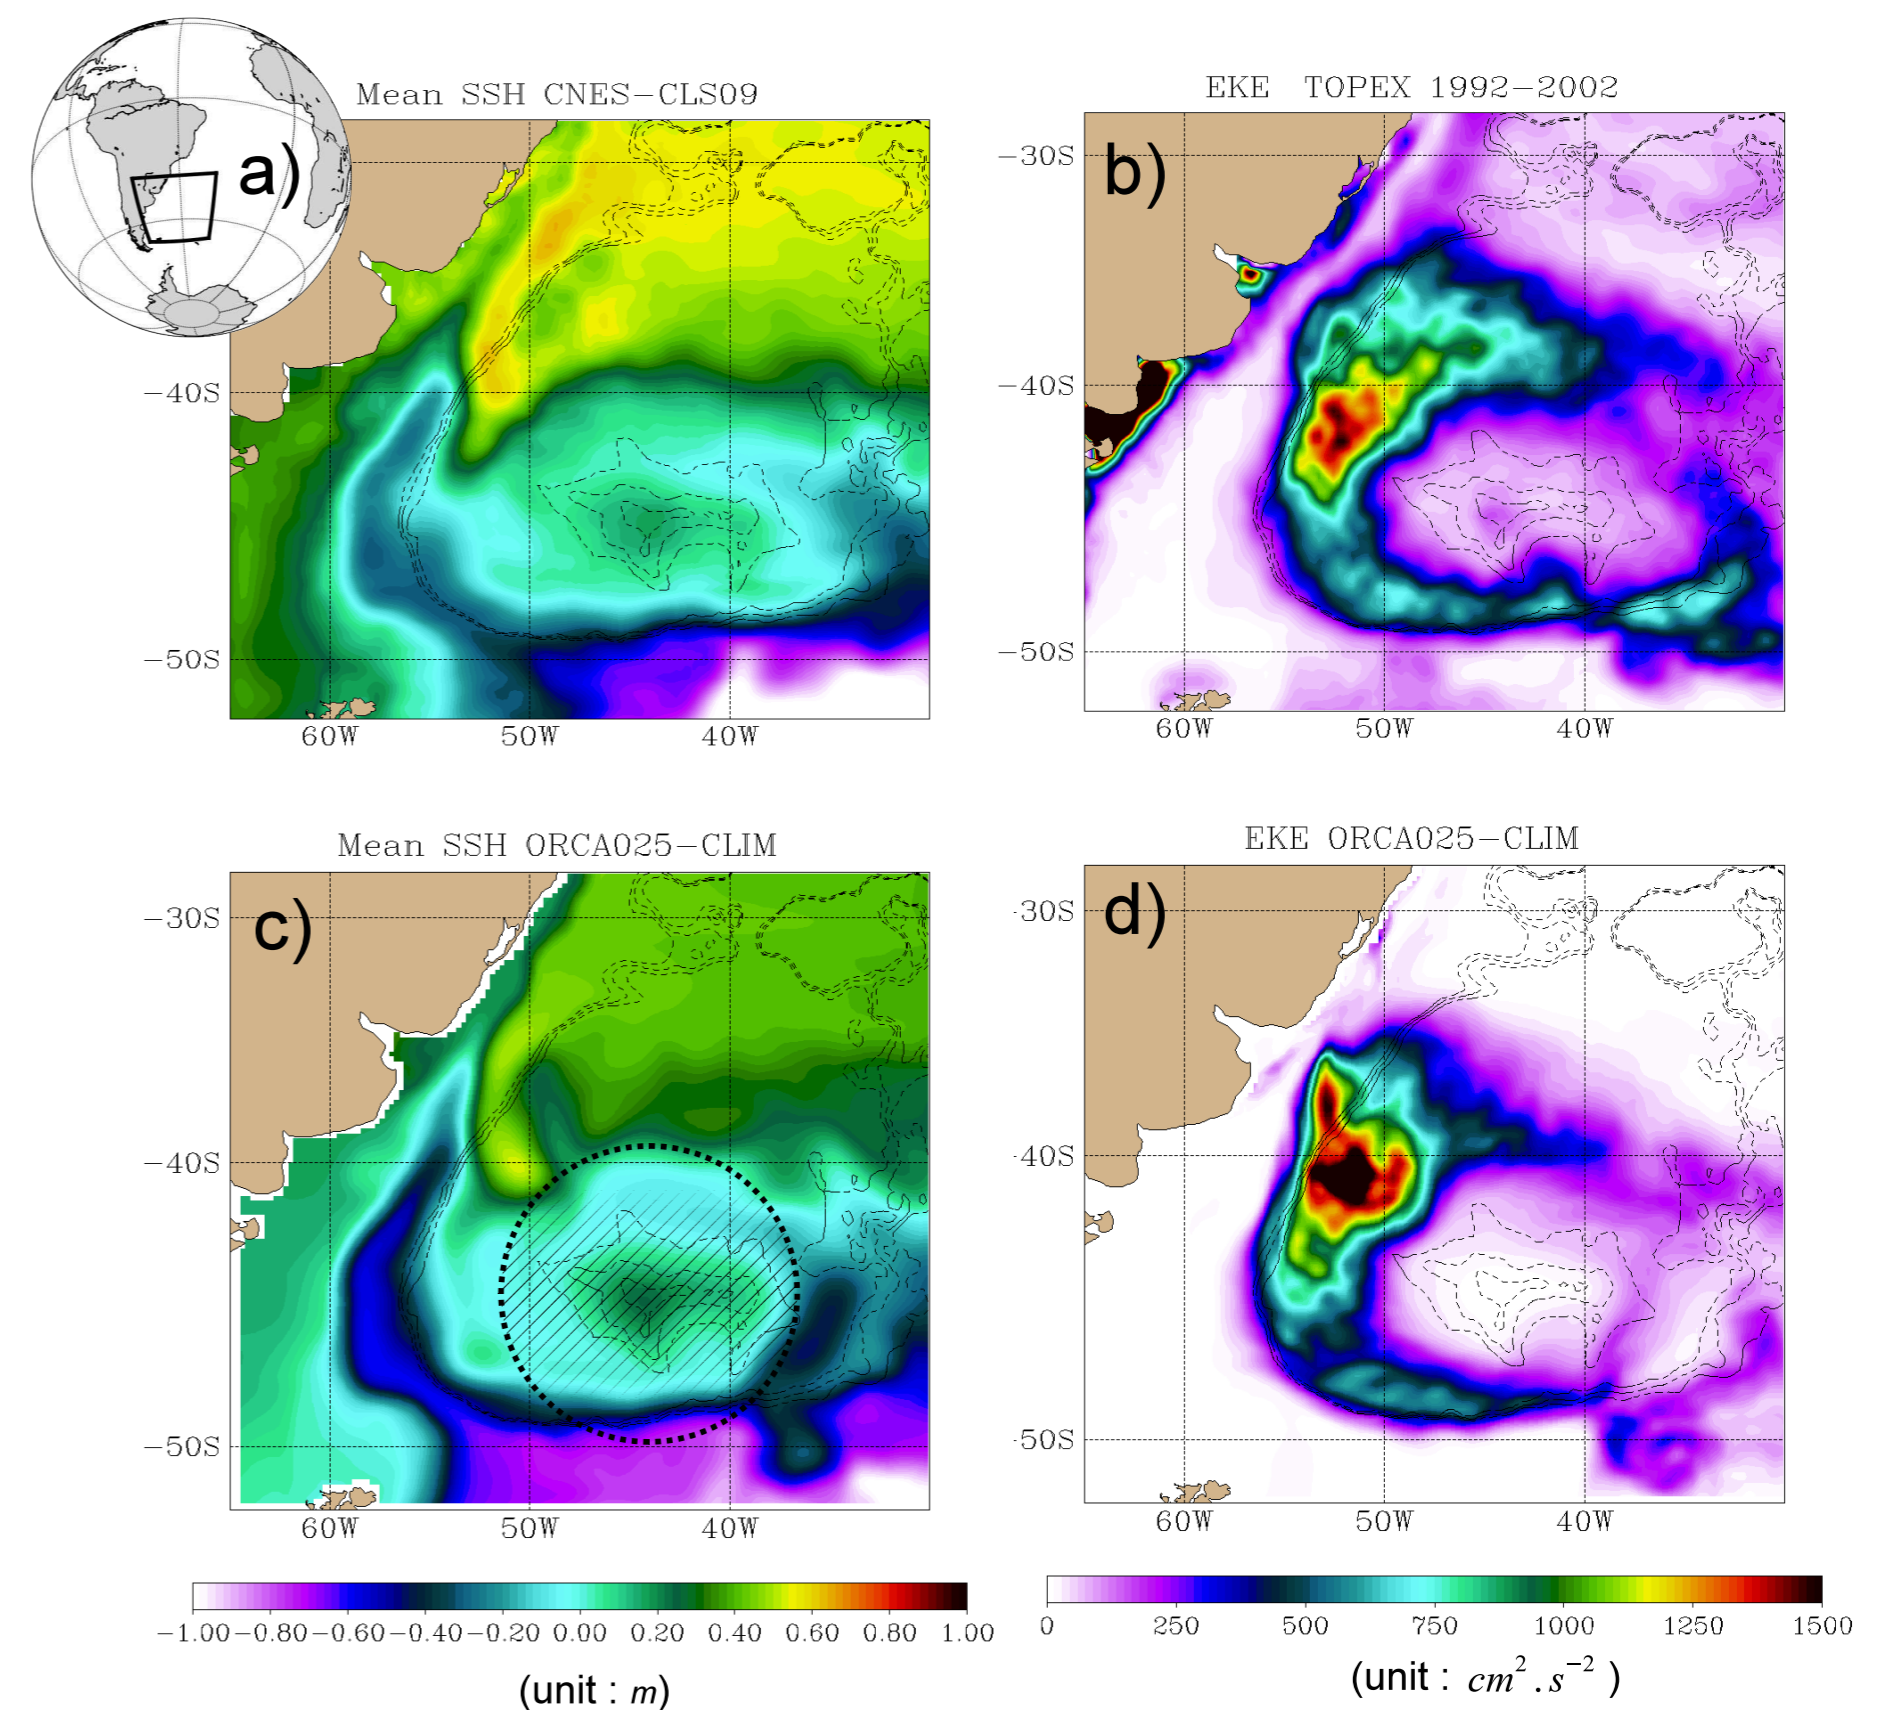 a)
Mean SSH CNES-CLS09
-40S
-50S
60W 50W 40W
b)
EKE TOPEX 1992-2002
-30S
-40S
-50S
60W 50W 40W
c)
Mean SSH ORCA025-CLIM
-30S
-40S
-50S
60W 50W 40W
d)
EKE ORCA025-CLIM
-30S
-40S
-50S
60W 50W 40W
-1.00 -0.80 -0.60 -0.40 -0.20 0.00 0.20 0.40 0.60 0.80 1.00
(unit : m)
0 250 500 750 1000 1250 1500
(unit : cm².s⁻²)